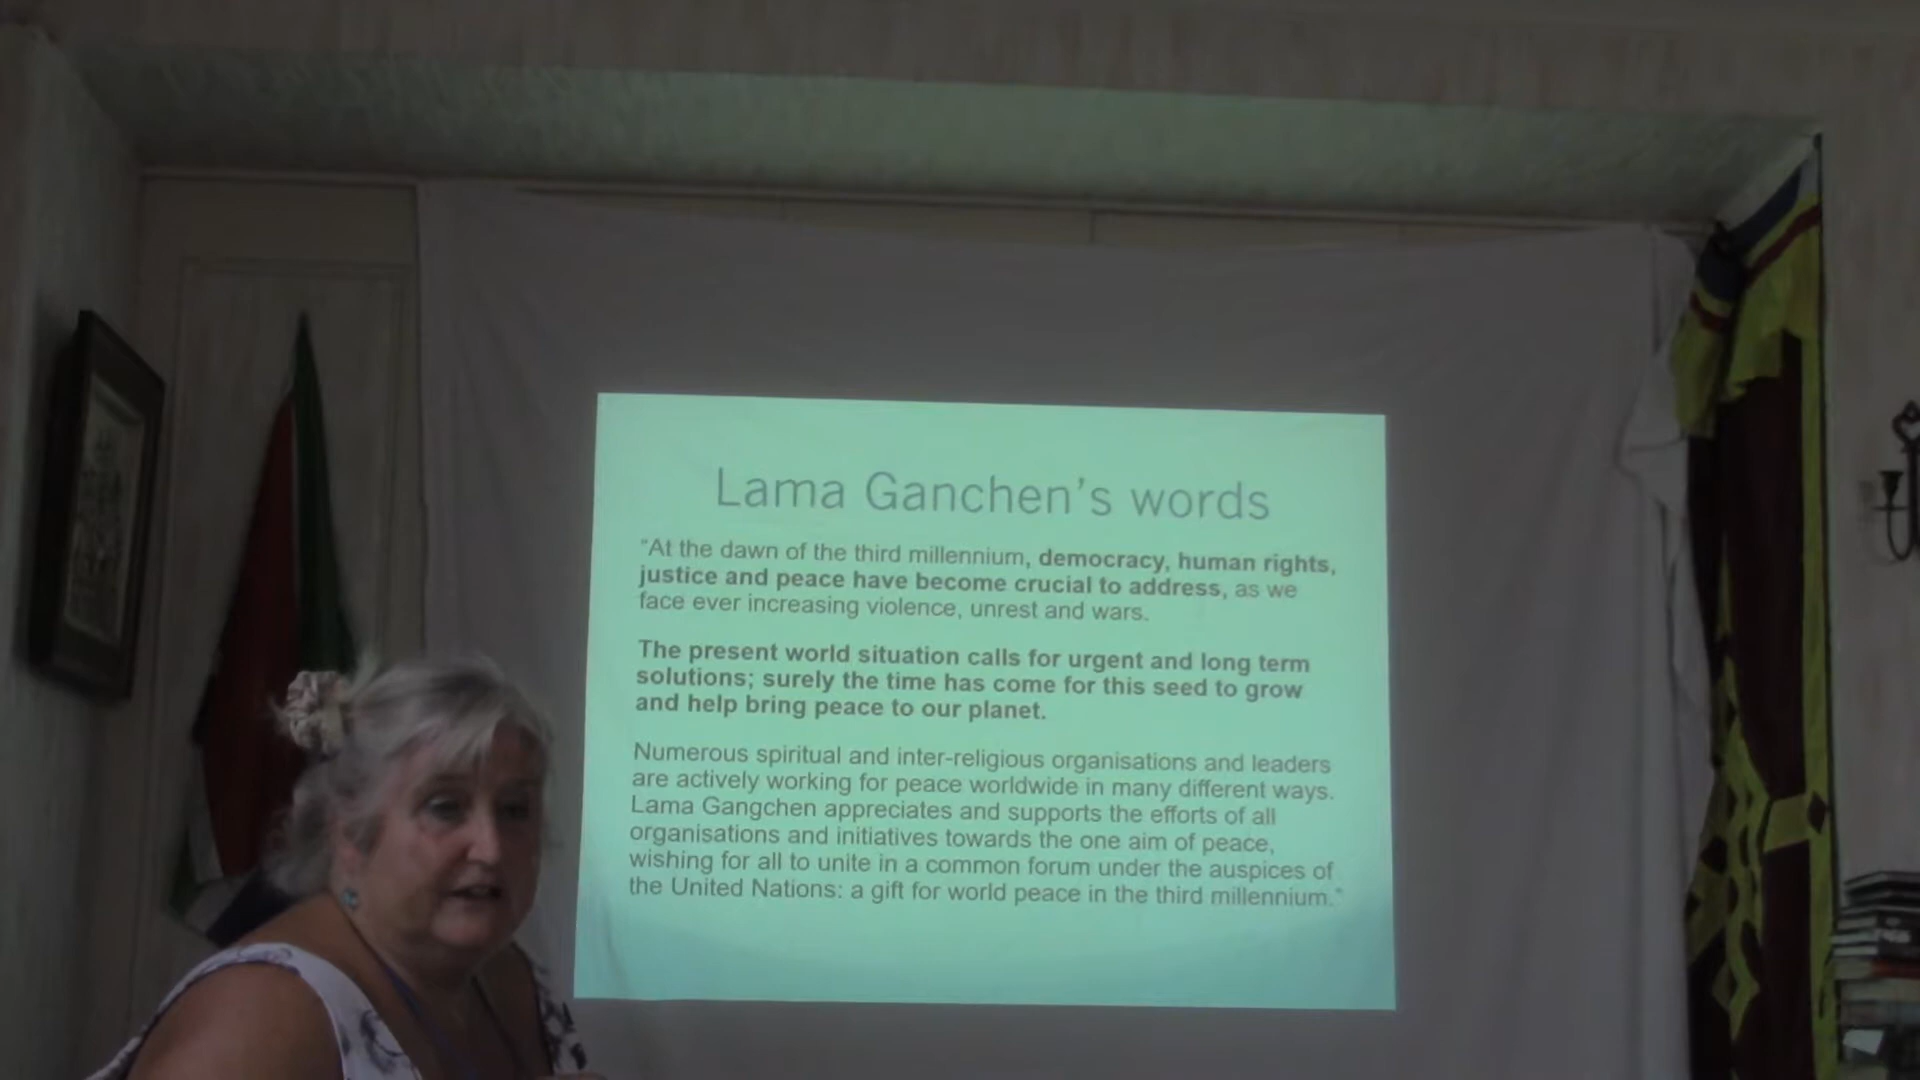 Lama Ganchen's words
"At the dawn of the third millennium, democracy, human rights,
justice and peace have become crucial to address, as we
face ever increasing violence, unrest and wars.
The present world situation calls for urgent and long term
solutions; surely the time has come for this seed to grow
and help bring peace to our planet.
Numerous spiritual and inter-religious organisations and leaders
are actively working for peace worldwide in many different ways.
Lama Gangchen appreciates and supports the efforts of all
organisations and initiatives towards the one aim of peace,
wishing for all to unite in a common forum under the auspices of
the United Nations: a gift for world peace in the third millennium."